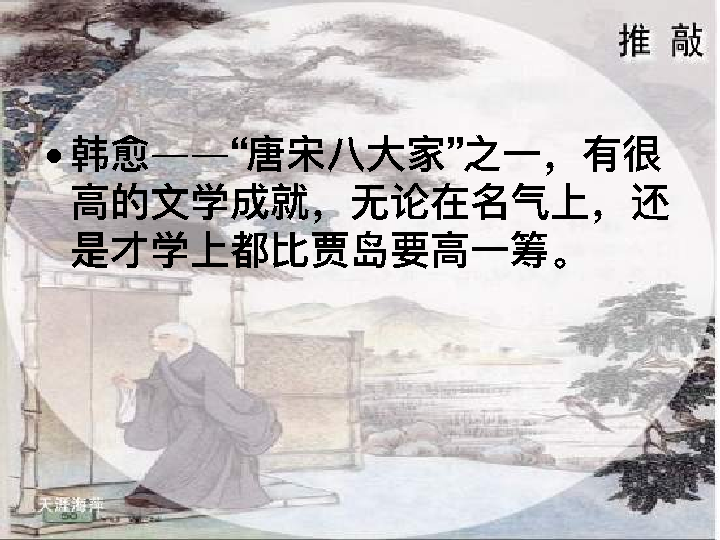 推 敲
•韩愈——“唐宋八大家”之一，有很
高的文学成就，无论在名气上，还
是才学上都比贾岛要高一筹。
天涯海萍